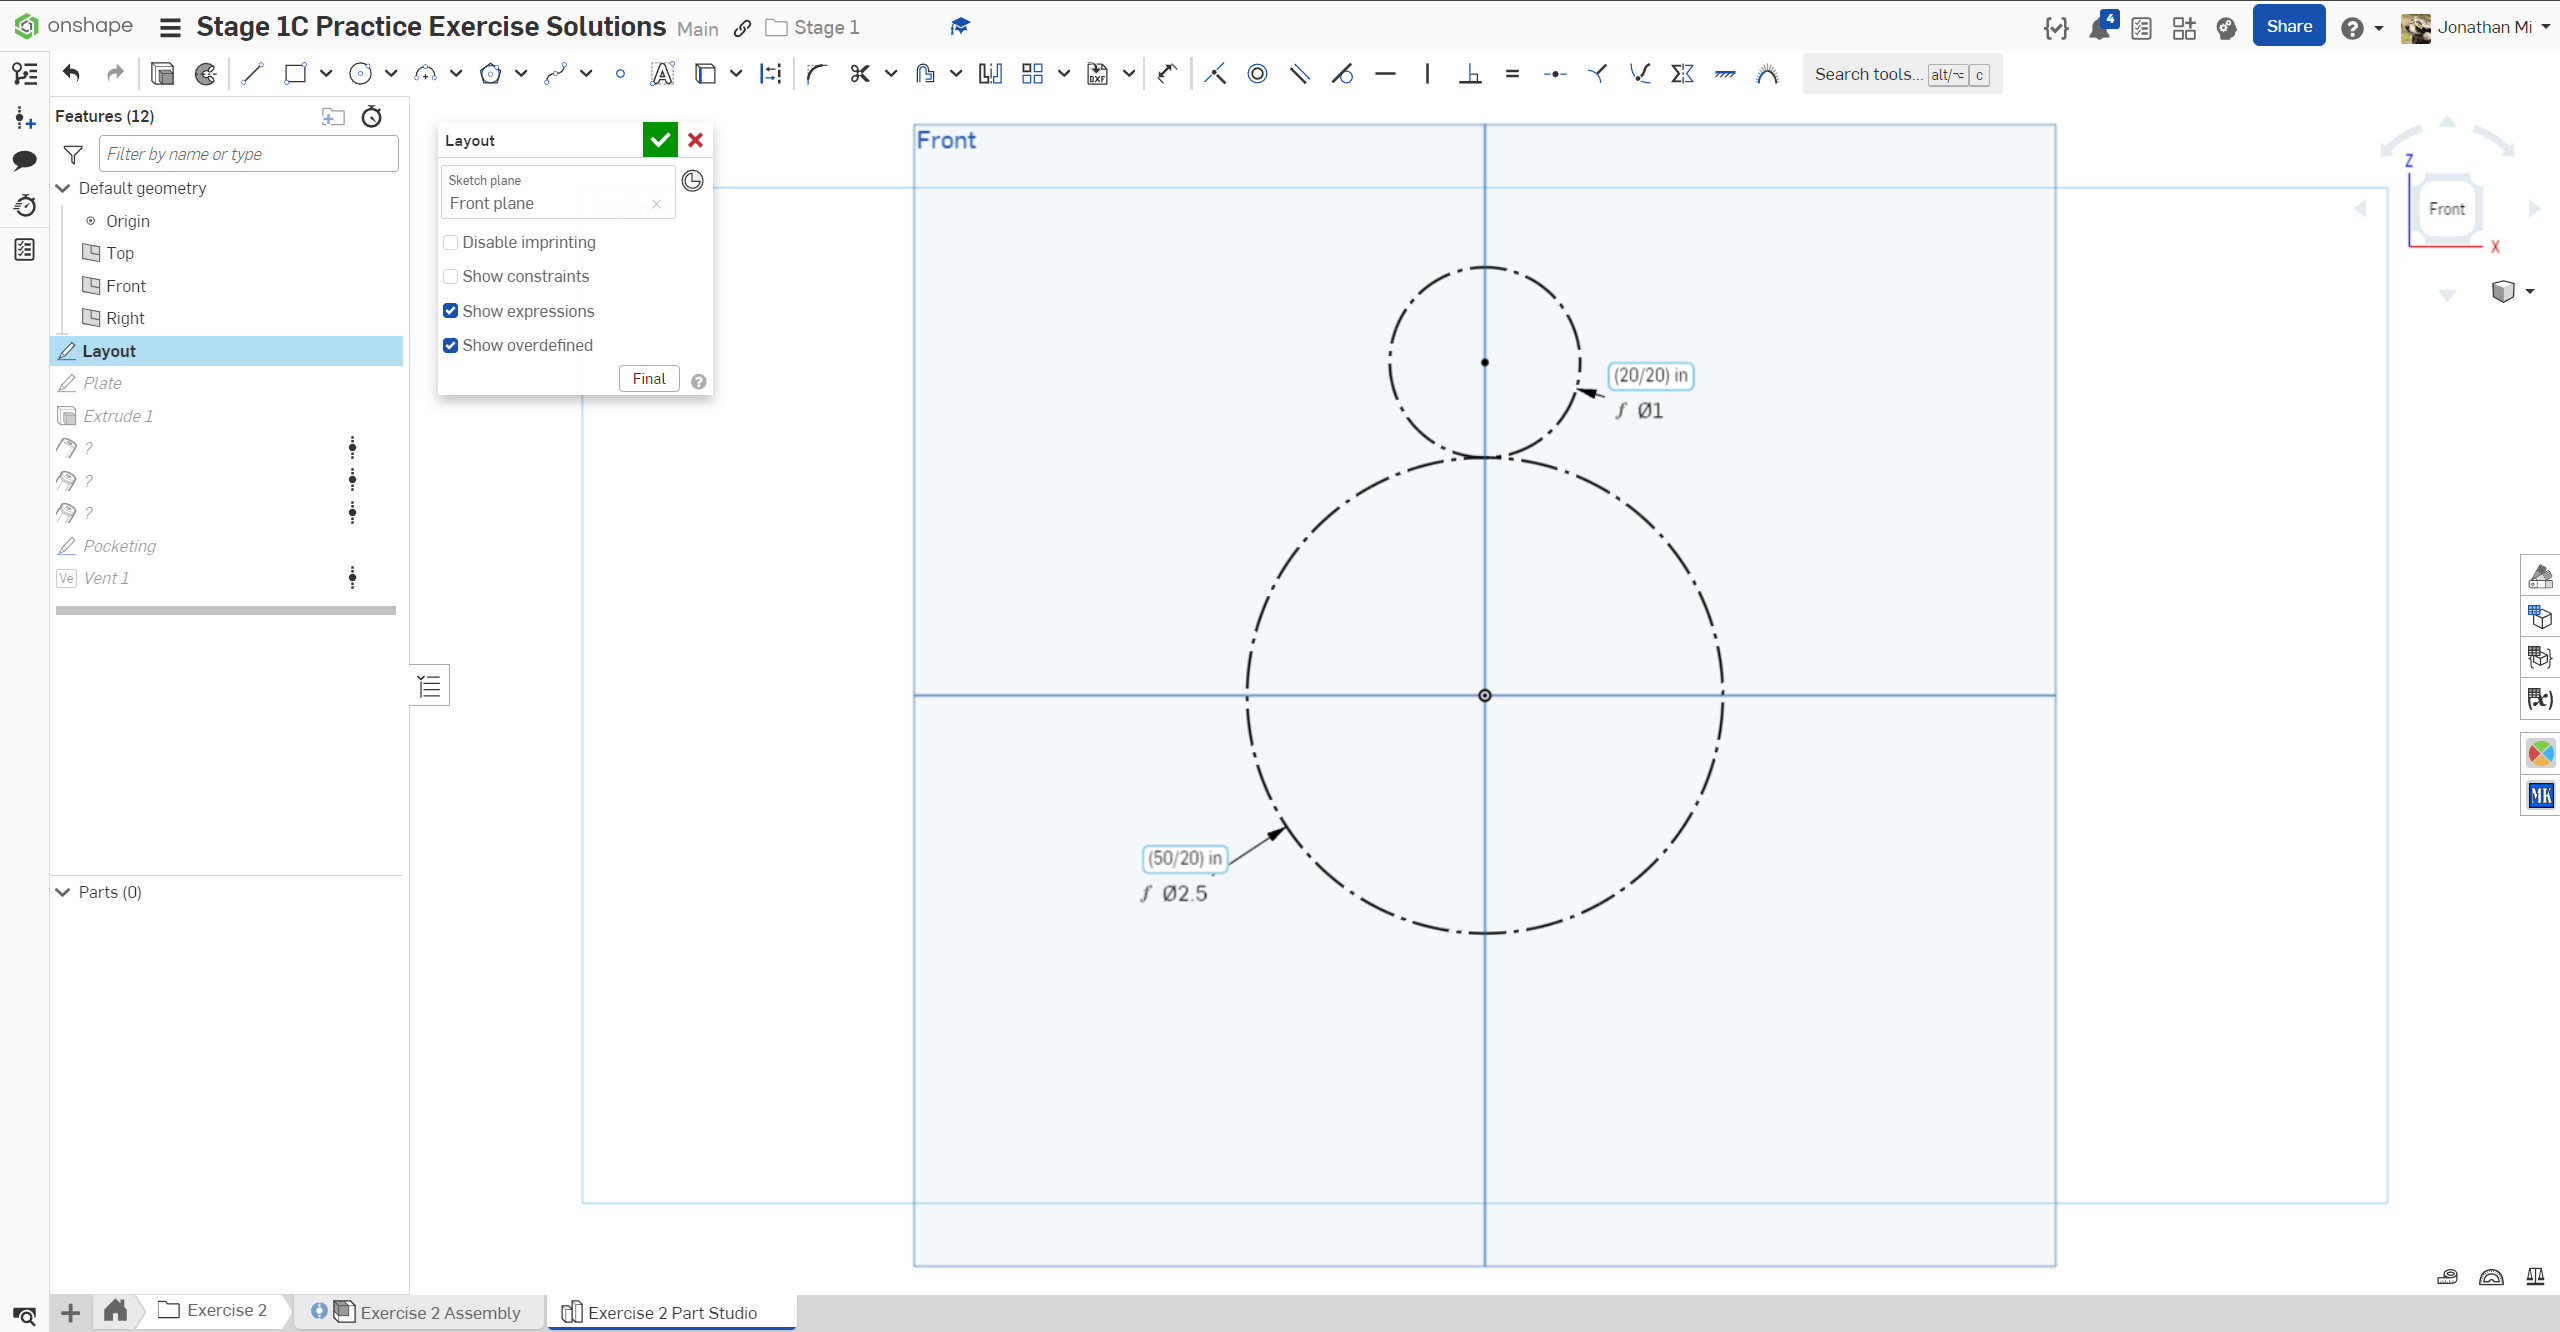 onshape
Stage 1C Practice Exercise Solutions Main Stage 1
4
Share
Jonathan Mi
DXF
Search tools... alt/⌥ c
Features (12)
Filter by name or type
Default geometry
Origin
Top
Front
Right
Layout
Plate
Extrude 1
?
?
?
Pocketing
Ve Vent 1
Parts (0)
Layout
Sketch plane
Front plane
Disable imprinting
Show constraints
Show expressions
Show overdefined
Final
Front
(20/20) in
ƒ Ø1
(50/20) in
ƒ Ø2.5
Z
Front
X
(x)
MK
Exercise 2
Exercise 2 Assembly
Exercise 2 Part Studio